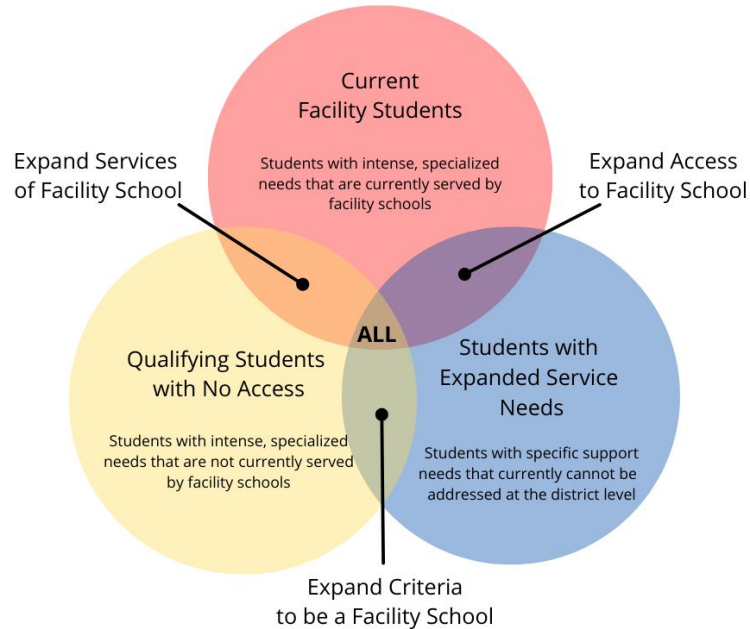 Current
Facility Students
Students with intense, specialized
needs that are currently served by
facility schools
Expand Services
of Facility School
Expand Access
to Facility School
ALL
Qualifying Students
with No Access
Students with intense, specialized
needs that are not currently served
by facility schools
Students with
Expanded Service
Needs
Students with specific support
needs that currently cannot be
addressed at the district level
Expand Criteria
to be a Facility School